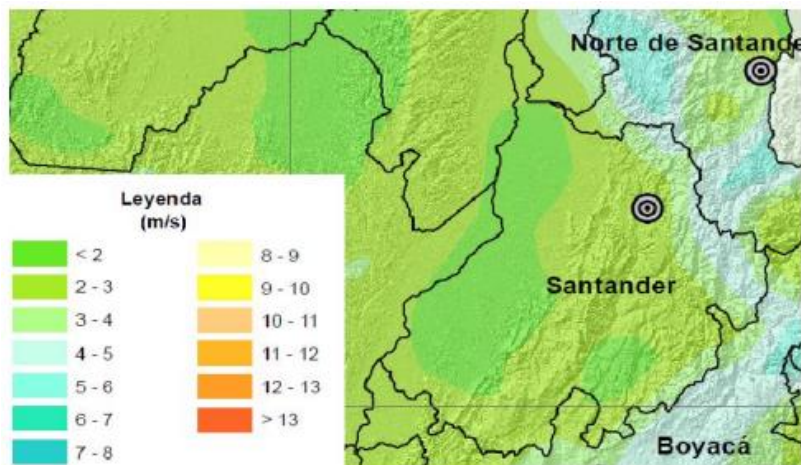 Norte de Santande
Santander
Boyacá
Leyenda
(m/s)
< 2
2 - 3
3 - 4
4 - 5
5 - 6
6 - 7
7 - 8
8 - 9
9 - 10
10 - 11
11 - 12
12 - 13
> 13